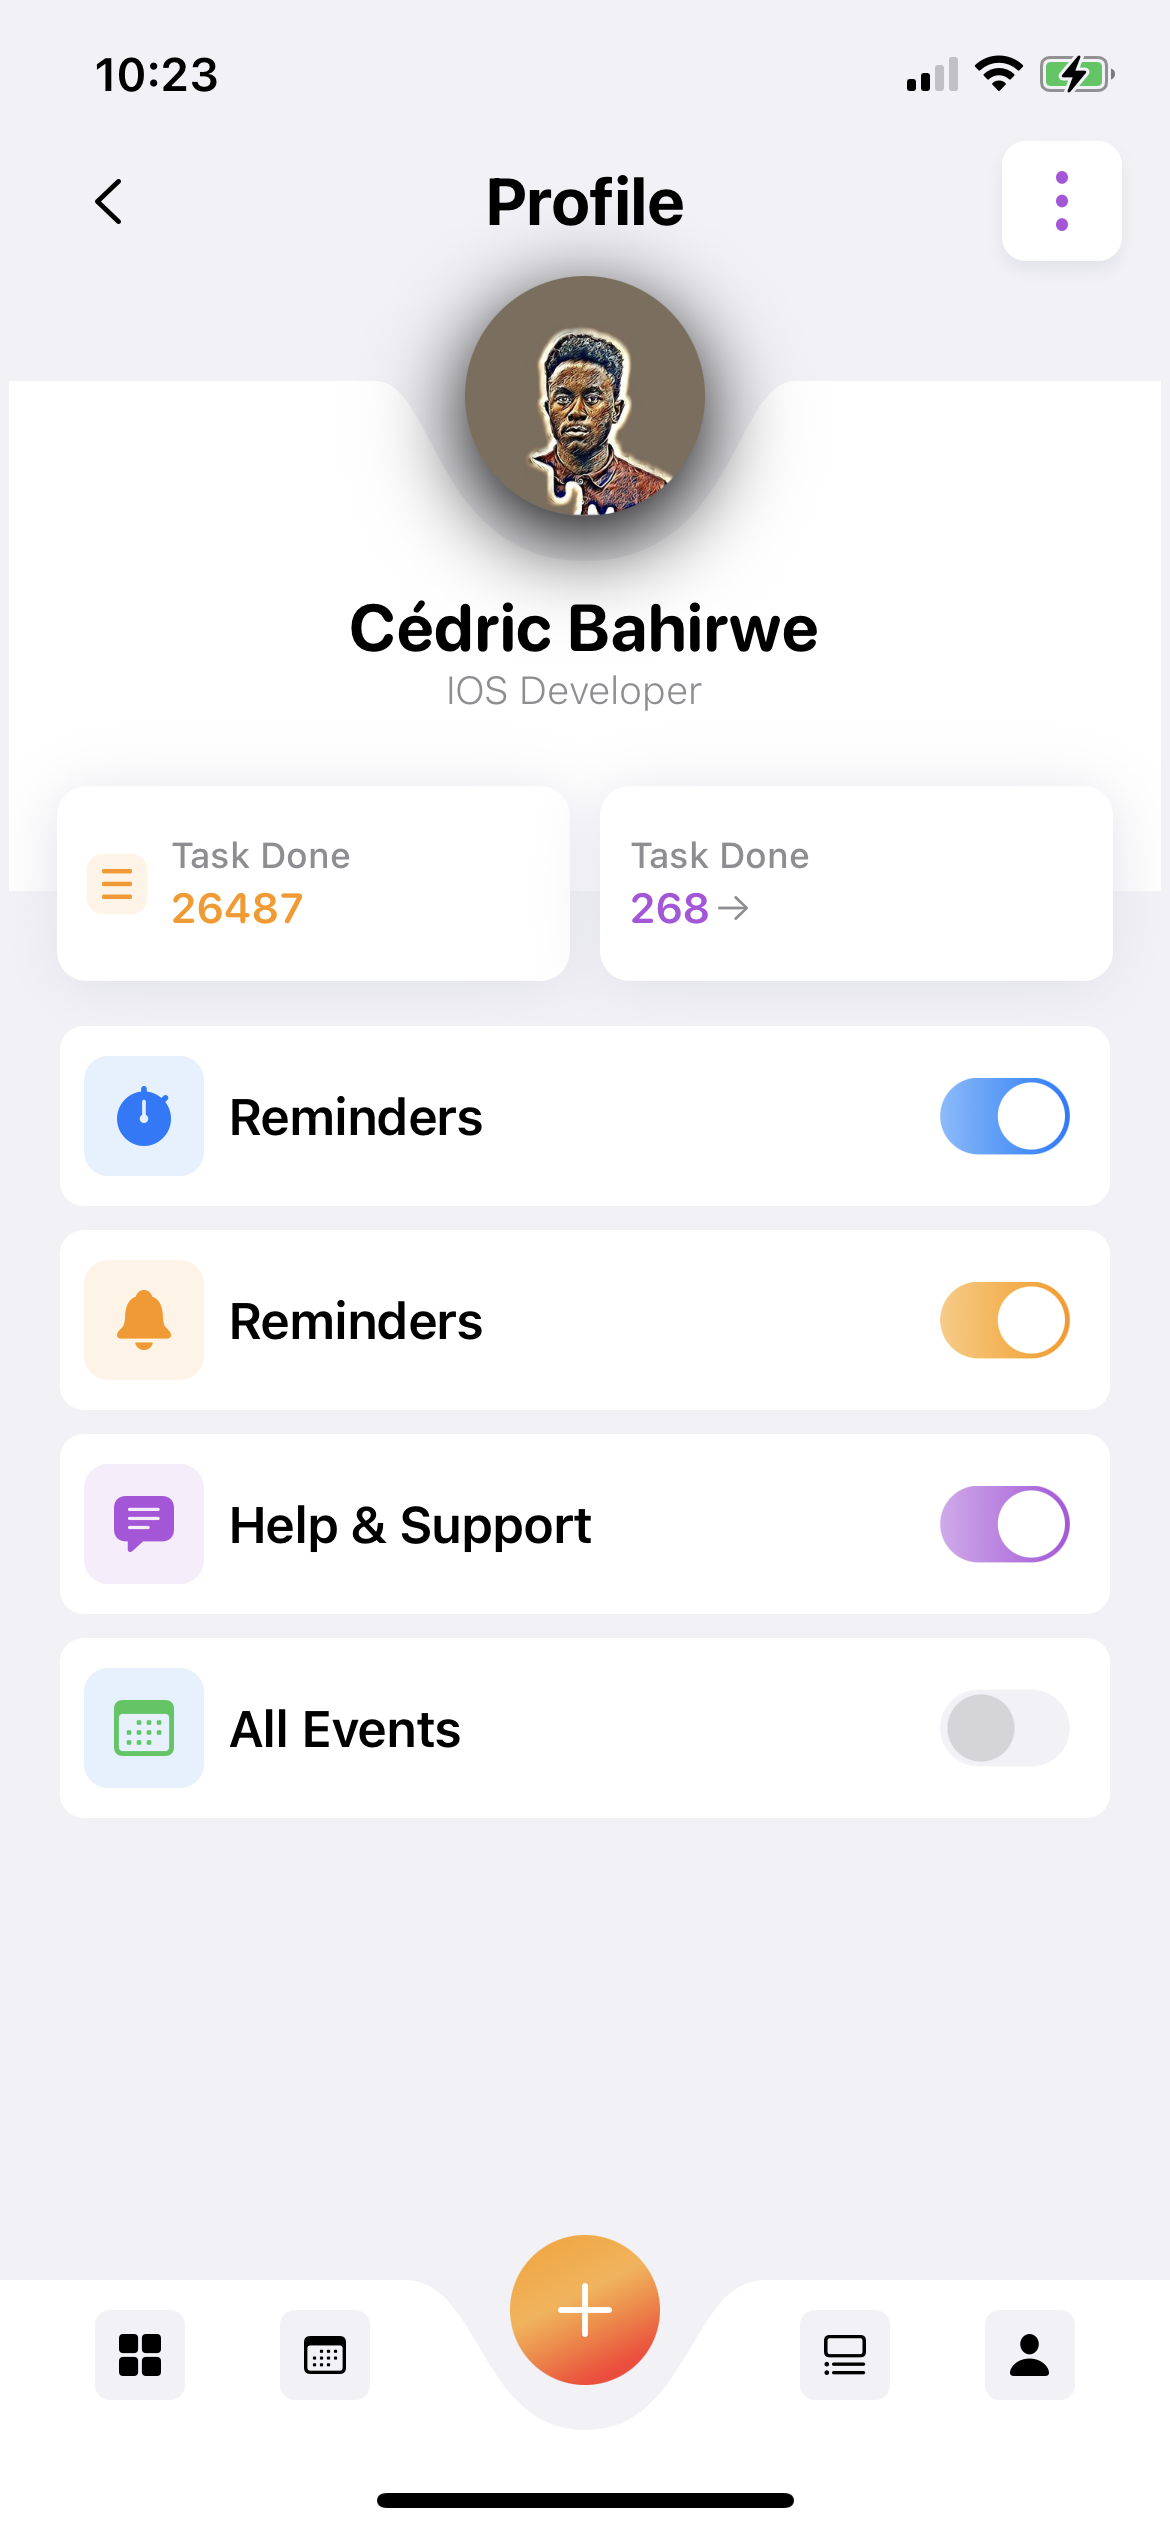 10:23
Profile
Cédric Bahirwe
IOS Developer
Task Done
26487
Task Done
268
Reminders
Reminders
Help & Support
All Events